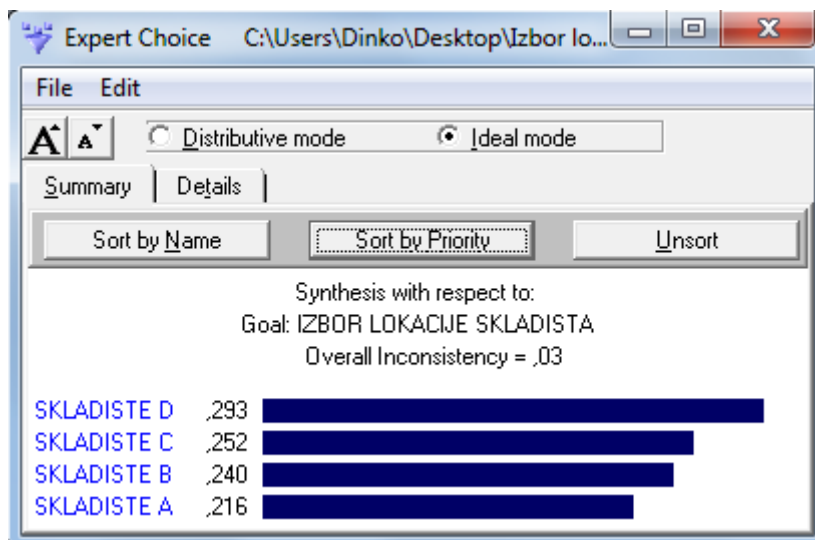 Expert Choice C:\Users\Dinko\Desktop\Izbor lo...
File Edit
A A Distributive mode Ideal mode
Summary Details
Sort by Name Sort by Priority Unsort
Synthesis with respect to:
Goal: IZBOR LOKACIJE SKLADISTA
Overall Inconsistency = ,03
SKLADISTE D ,293
SKLADISTE C ,252
SKLADISTE B ,240
SKLADISTE A ,216